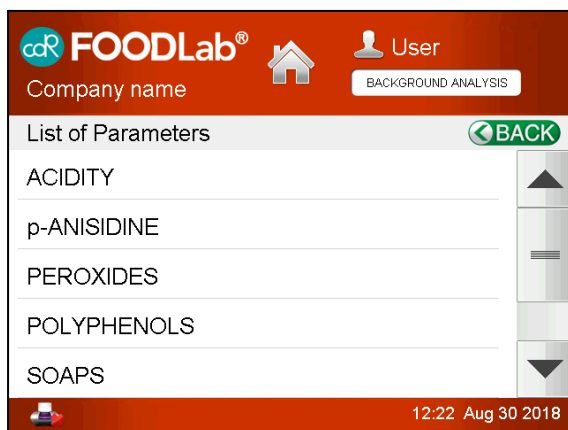 cdR FOODLab®
User
Company name
BACKGROUND ANALYSIS
List of Parameters
BACK
ACIDITY
p-ANISIDINE
PEROXIDES
POLYPHENOLS
SOAPS
12:22 Aug 30 2018